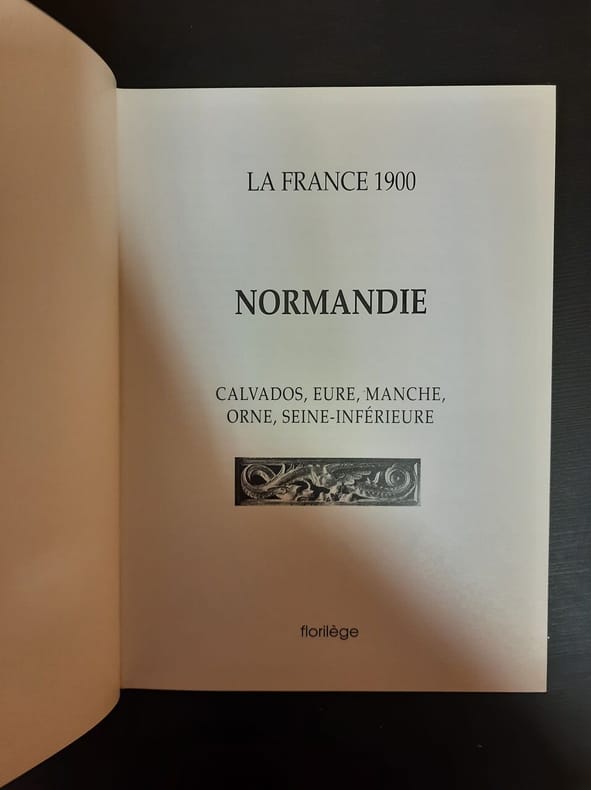 LA FRANCE 1900
NORMANDIE
CALVADOS, EURE, MANCHE,
ORNE, SEINE-INFÉRIEURE
florilège